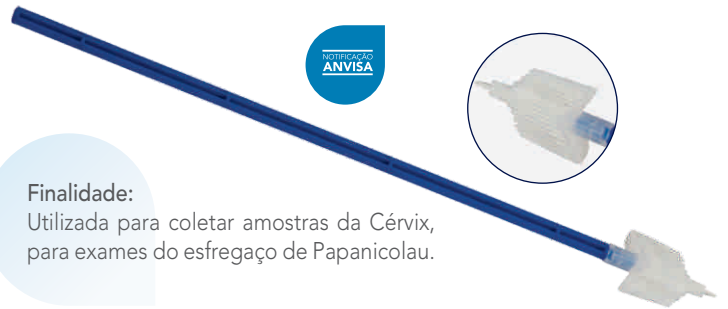 NOTIFICAÇÃO
ANVISA
Finalidade:
Utilizada para coletar amostras da Cérvix,
para exames do esfregaço de Papanicolau.